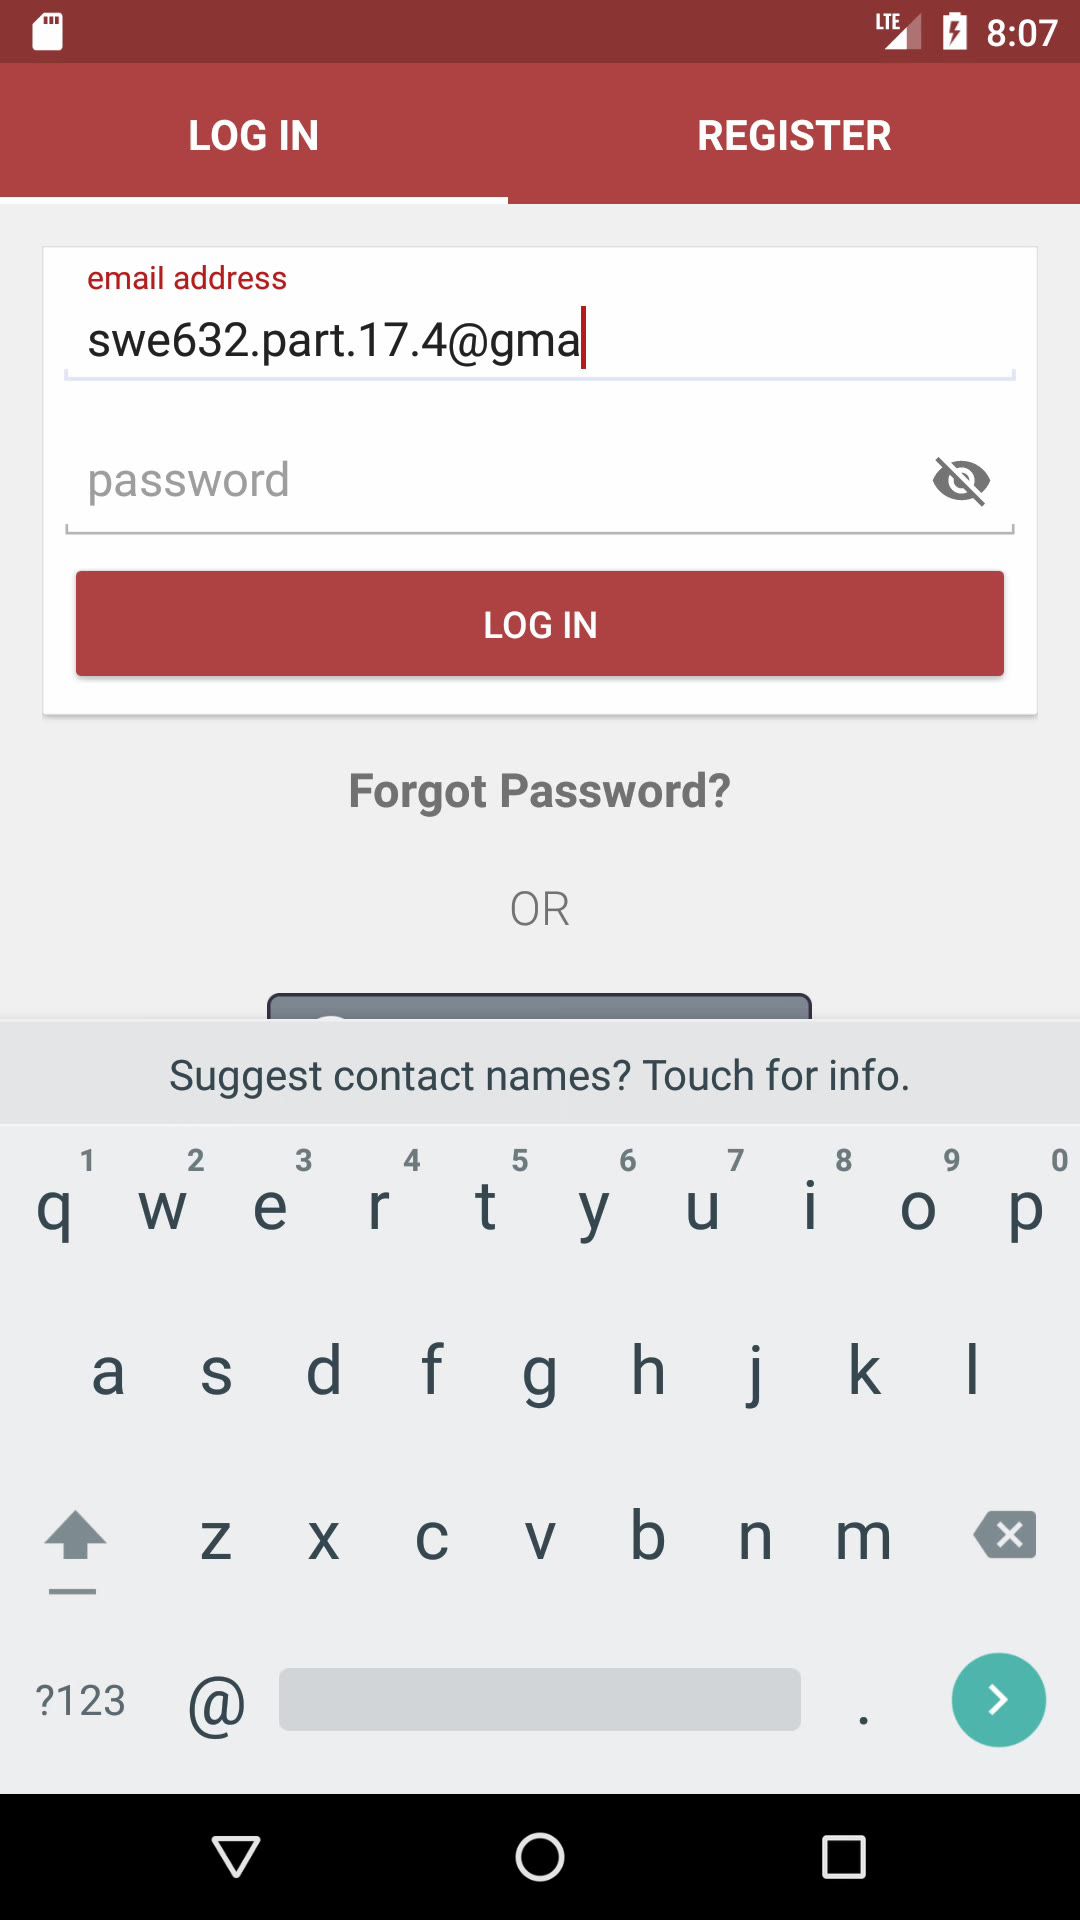 LTE 8:07
LOG IN REGISTER
email address
swe632.part.17.4@gma
password
LOG IN
Forgot Password?
OR
Suggest contact names? Touch for info.
1 2 3 4 5 6 7 8 9 0
q w e r t y u i o p
a s d f g h j k l
z x c v b n m
?123 @ .